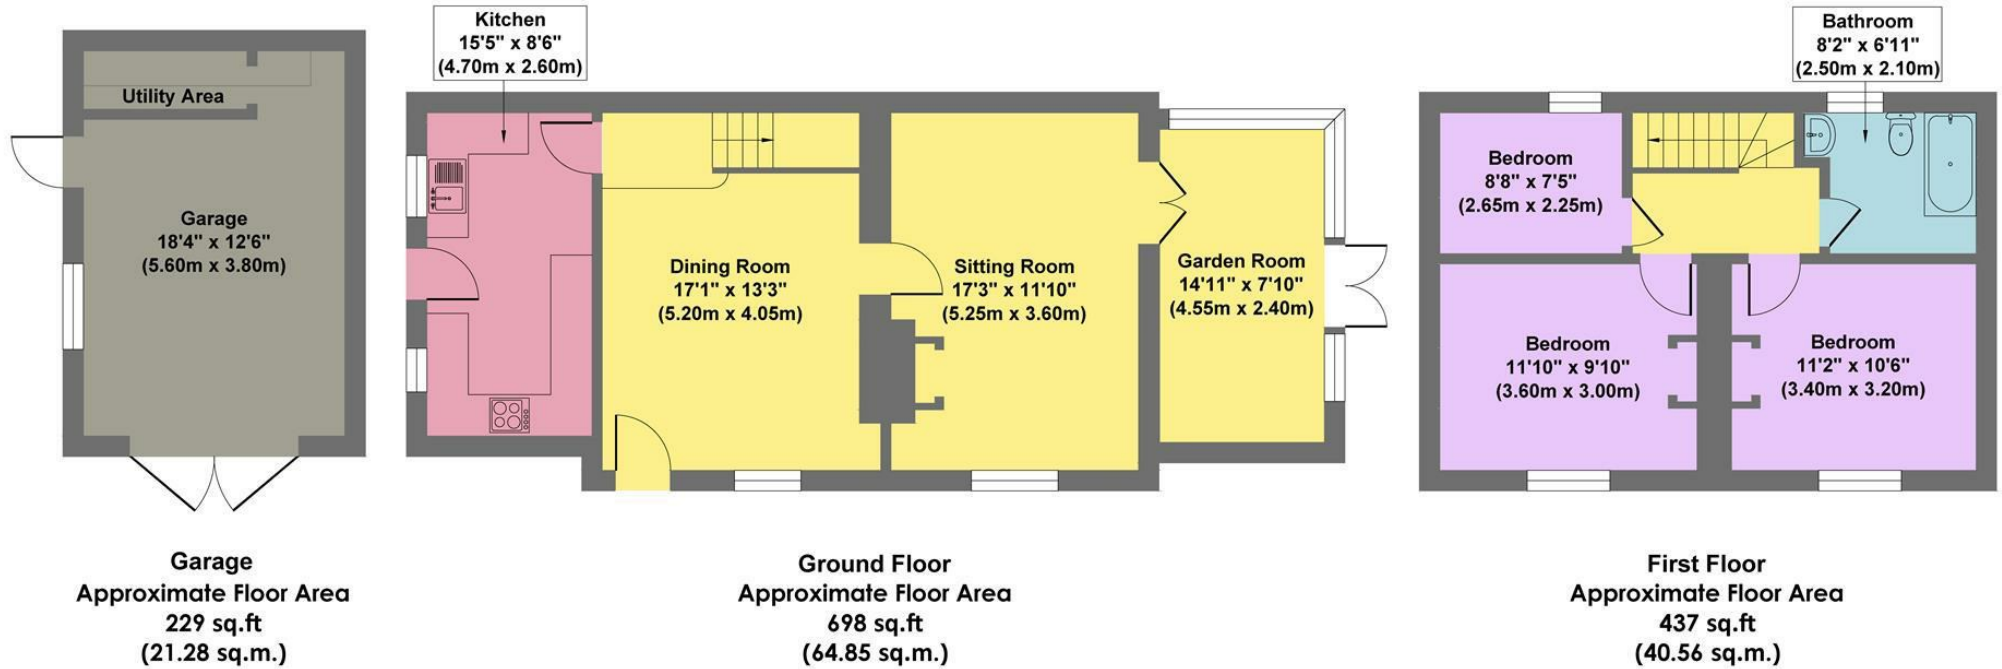 Utility Area
Garage
18'4" x 12'6"
(5.60m x 3.80m)
Garage
Approximate Floor Area
229 sq.ft
(21.28 sq.m.)
Kitchen
15'5" x 8'6"
(4.70m x 2.60m)
Dining Room
17'1" x 13'3"
(5.20m x 4.05m)
Sitting Room
17'3" x 11'10"
(5.25m x 3.60m)
Garden Room
14'11" x 7'10"
(4.55m x 2.40m)
Ground Floor
Approximate Floor Area
698 sq.ft
(64.85 sq.m.)
Bathroom
8'2" x 6'11"
(2.50m x 2.10m)
Bedroom
8'8" x 7'5"
(2.65m x 2.25m)
Bedroom
11'10" x 9'10"
(3.60m x 3.00m)
Bedroom
11'2" x 10'6"
(3.40m x 3.20m)
First Floor
Approximate Floor Area
437 sq.ft
(40.56 sq.m.)